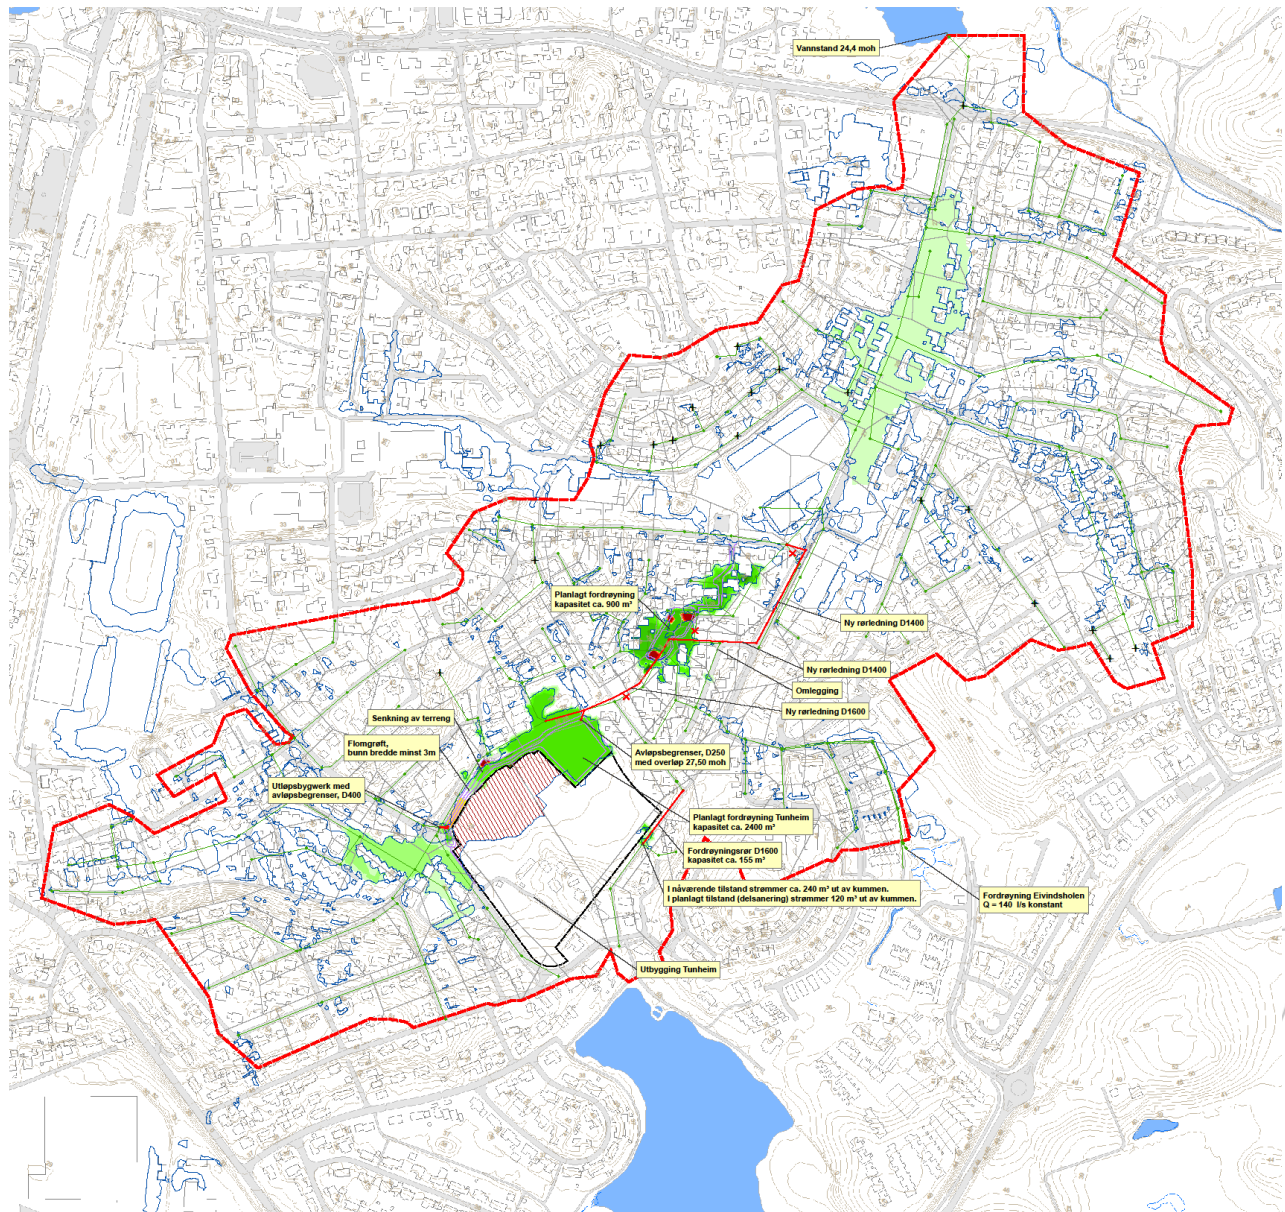 Vannstand 24,4 moh
Planlagt fordrøyning
kapasitet ca. 900 m³
Ny rørledning D1400
Ny rørledning D1400
Omlegging
Ny rørledning D1600
Senkning av terreng
Flomgrøft,
bunn bredde minst 3m
Avløpsbegrenser, D250
med overløp 27,50 moh
Utløpsbygwerk med
avløpsbegrenser, D400
Planlagt fordrøyning Tunheim
kapasitet ca. 2400 m³
Fordrøyningsrør D1600
kapasitet ca. 155 m³
I nåværende tilstand strømmer ca. 240 m³ ut av kummen.
I planlagt tilstand (delsanering) strømmer 120 m³ ut av kummen.
Fordrøyning Eivindsholen
Q = 140 l/s konstant
Utbygging Tunheim